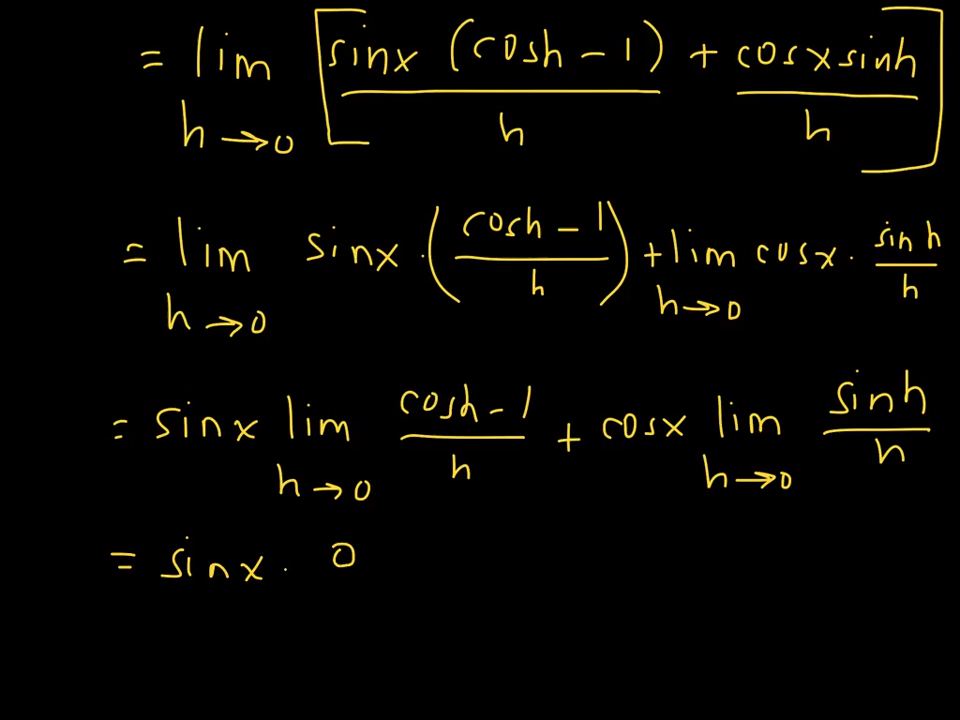 = lim h→0 [ sinx (cosh − 1) / h + cosx sinh / h ]
= lim h→0 sinx · ( cosh − 1 / h ) + lim h→0 cosx · sinh / h
= sinx lim h→0 cosh − 1 / h + cosx lim h→0 sinh / h
= sinx · 0